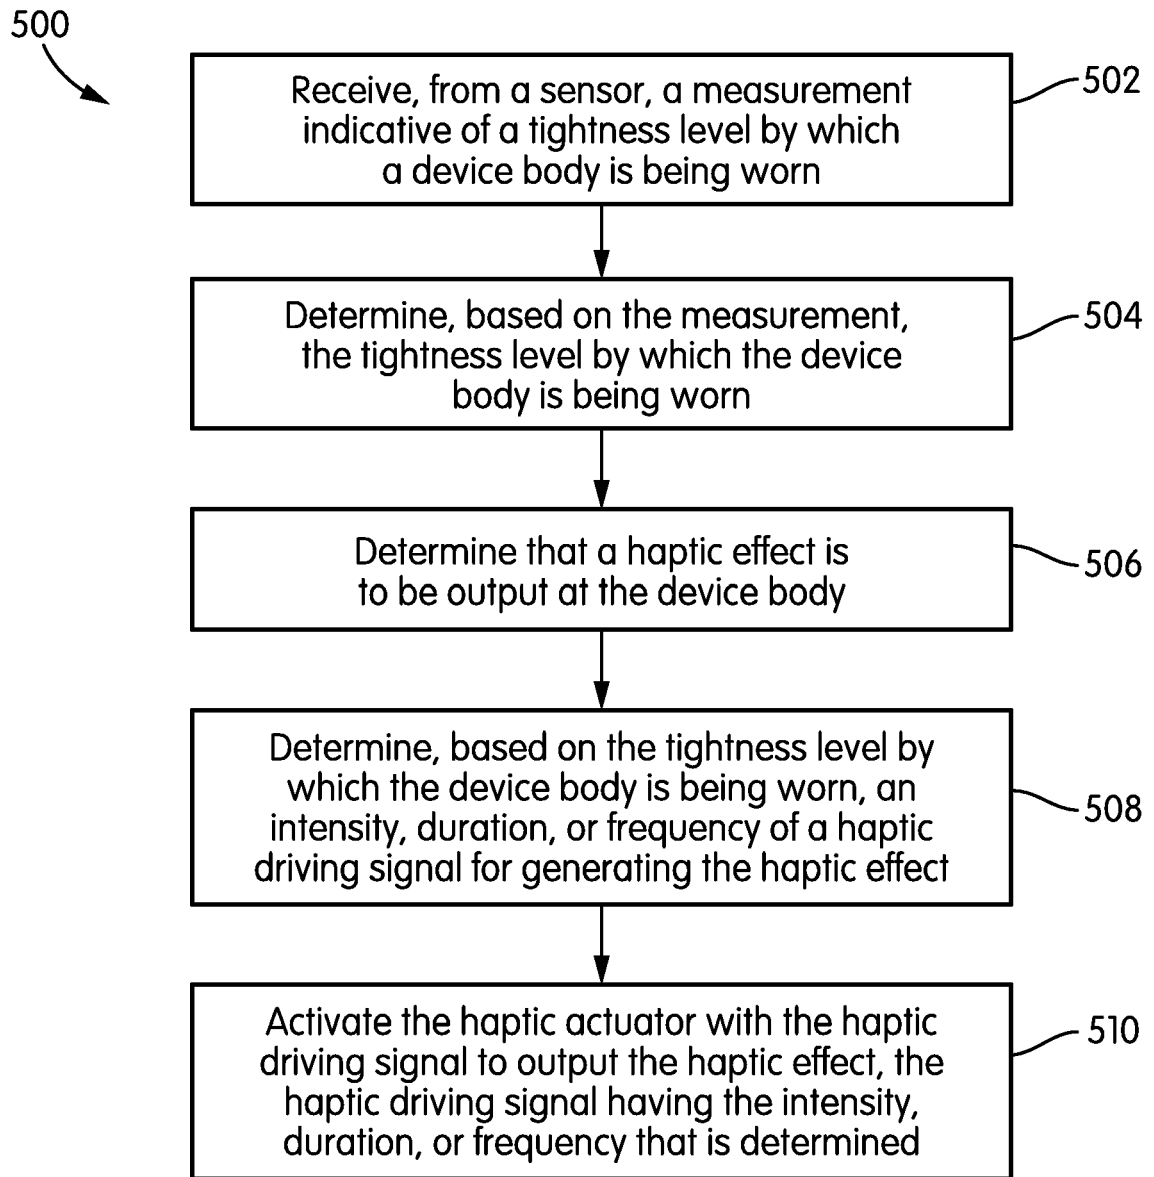 500
Receive, from a sensor, a measurement
indicative of a tightness level by which
a device body is being worn
502
Determine, based on the measurement,
the tightness level by which the device
body is being worn
504
Determine that a haptic effect is
to be output at the device body
506
Determine, based on the tightness level by
which the device body is being worn, an
intensity, duration, or frequency of a haptic
driving signal for generating the haptic effect
508
Activate the haptic actuator with the haptic
driving signal to output the haptic effect, the
haptic driving signal having the intensity,
duration, or frequency that is determined
510